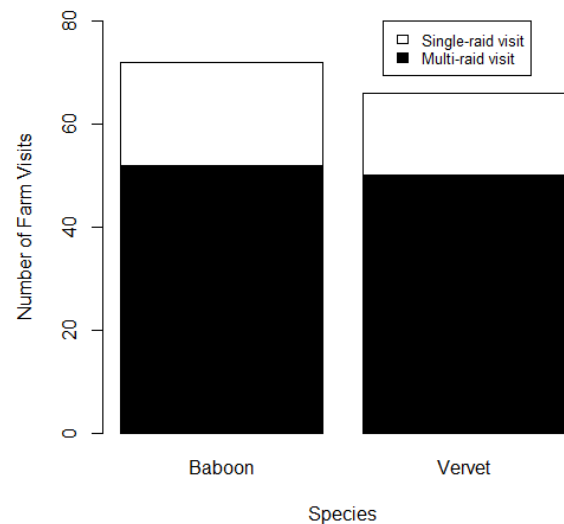 80
60
40
20
0
Number of Farm Visits
Single-raid visit
Multi-raid visit
Baboon
Vervet
Species